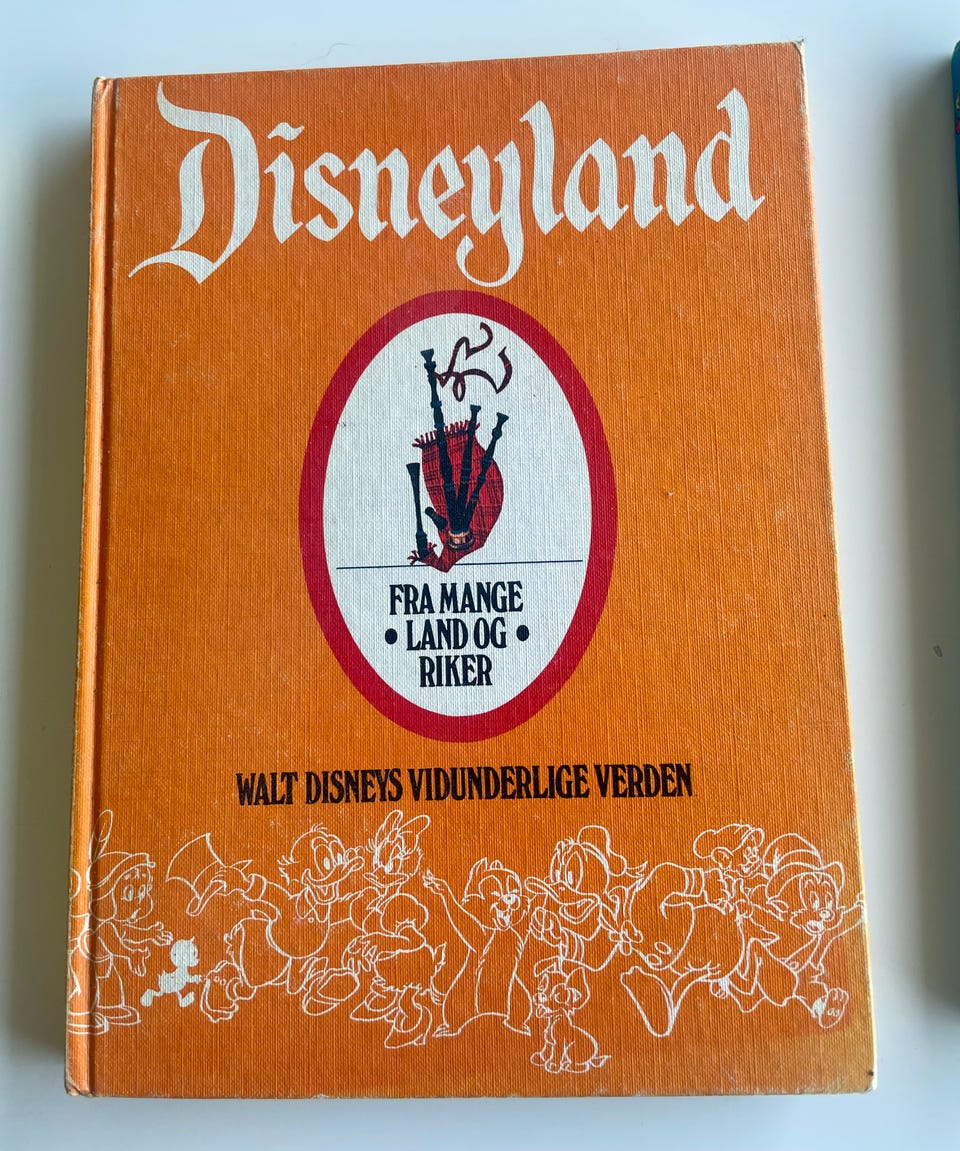 Disneyland
FRA MANGE
• LAND OG •
RIKER
WALT DISNEYS VIDUNDERLIGE VERDEN